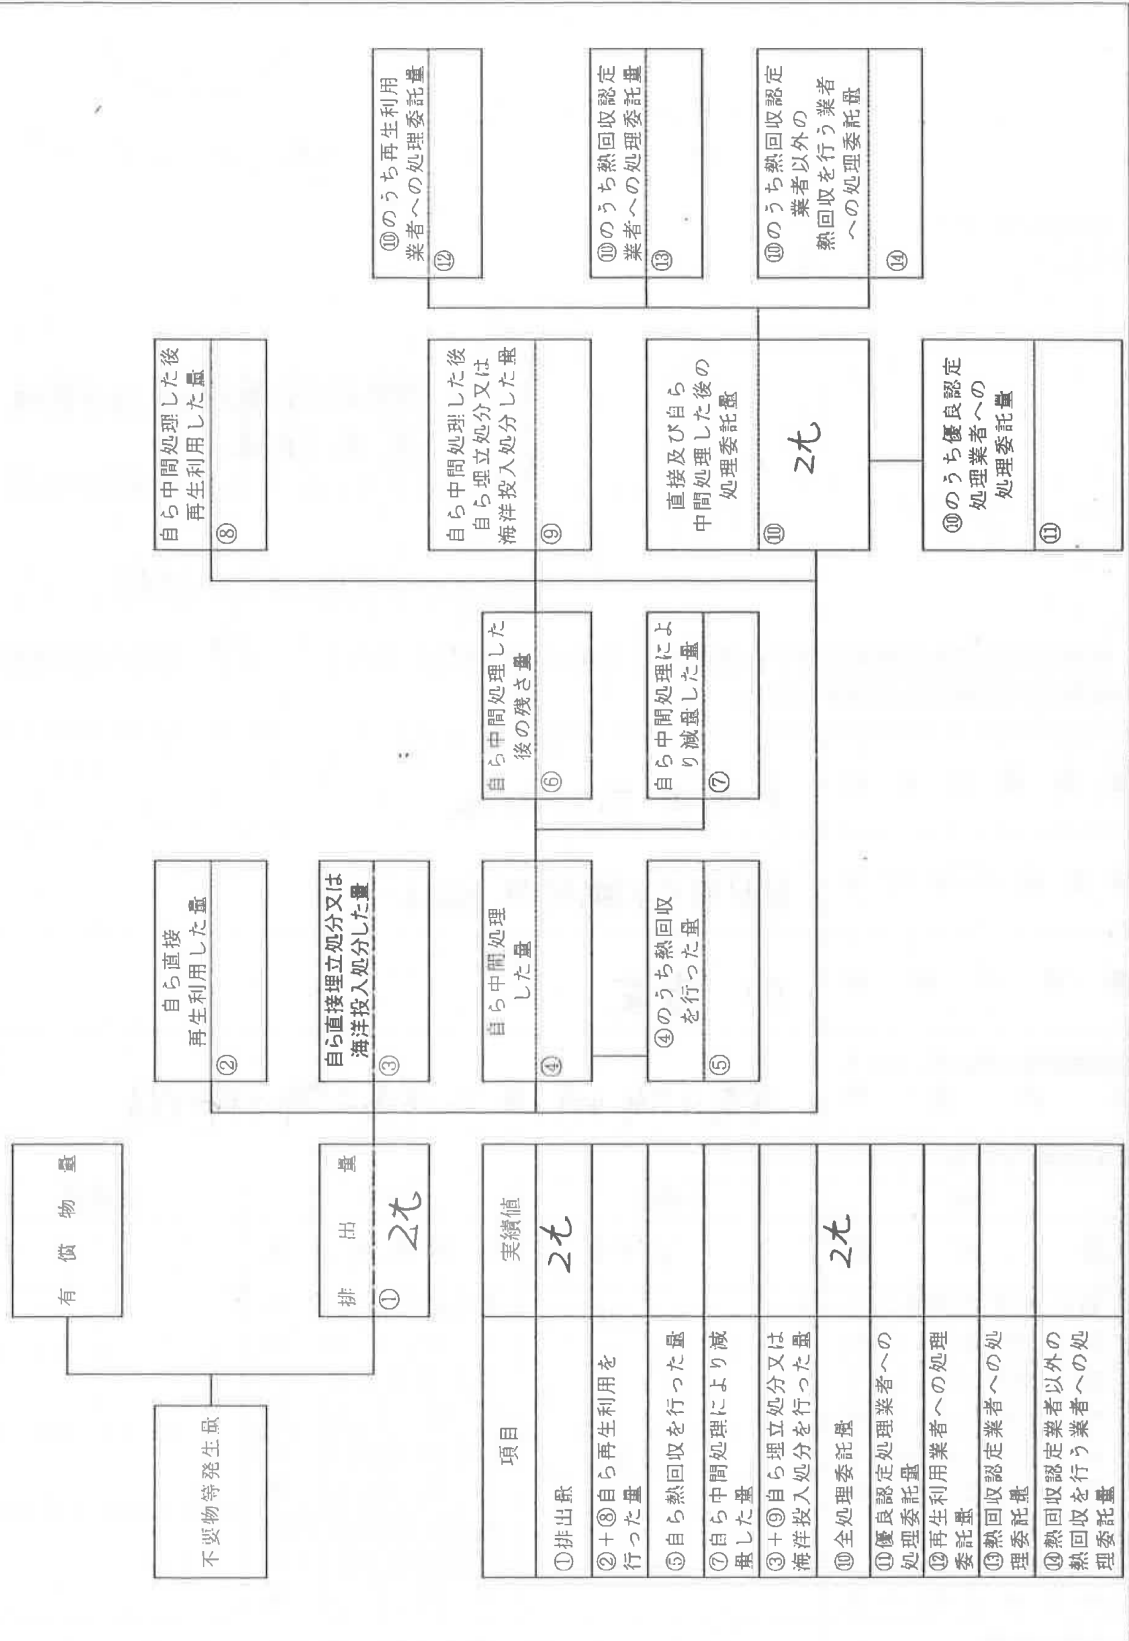 不要物等発生量
有償物量
排出量
①
2t
自ら直接
再生利用した量
②
自ら直接埋立処分又は
海洋投入処分した量
③
自ら中間処理
した量
④
④のうち熱回収
を行った量
⑤
自ら中間処理した
後の残さ量
⑥
自ら中間処理によ
り減量した量
⑦
自ら中間処理した後
再生利用した量
⑧
自ら中間処理した後
自ら埋立処分又は
海洋投入処分した量
⑨
直接及び自ら
中間処理した後の
処理委託量
⑩
2t
⑩のうち優良認定
処理業者への
処理委託量
⑪
⑩のうち再生利用
業者への処理委託量
⑫
⑩のうち熱回収認定
業者への処理委託量
⑬
⑩のうち熱回収認定
業者以外の
熱回収を行う業者
への処理委託量
⑭
項目 実績値
①排出量 2t
②+⑧自ら再生利用を
行った量
⑤自ら熱回収を行った量
⑦自ら中間処理により減
量した量
③+⑨自ら埋立処分又は
海洋投入処分を行った量
⑩全処理委託量 2t
⑪優良認定処理業者への
処理委託量
⑫再生利用業者への処理
委託量
⑬熱回収認定業者への処
理委託量
⑭熱回収認定業者以外の
熱回収を行う業者への処
理委託量